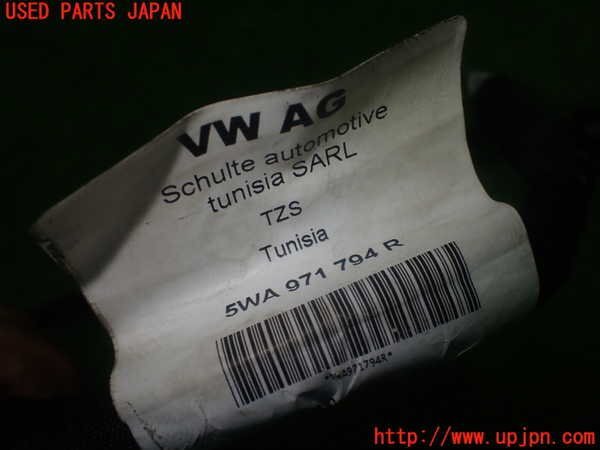 USED PARTS JAPAN
VW AG
Schulte automotive
tunisia SARL
TZS
Tunisia
5WA 971 794 R
http://www.upjpn.com